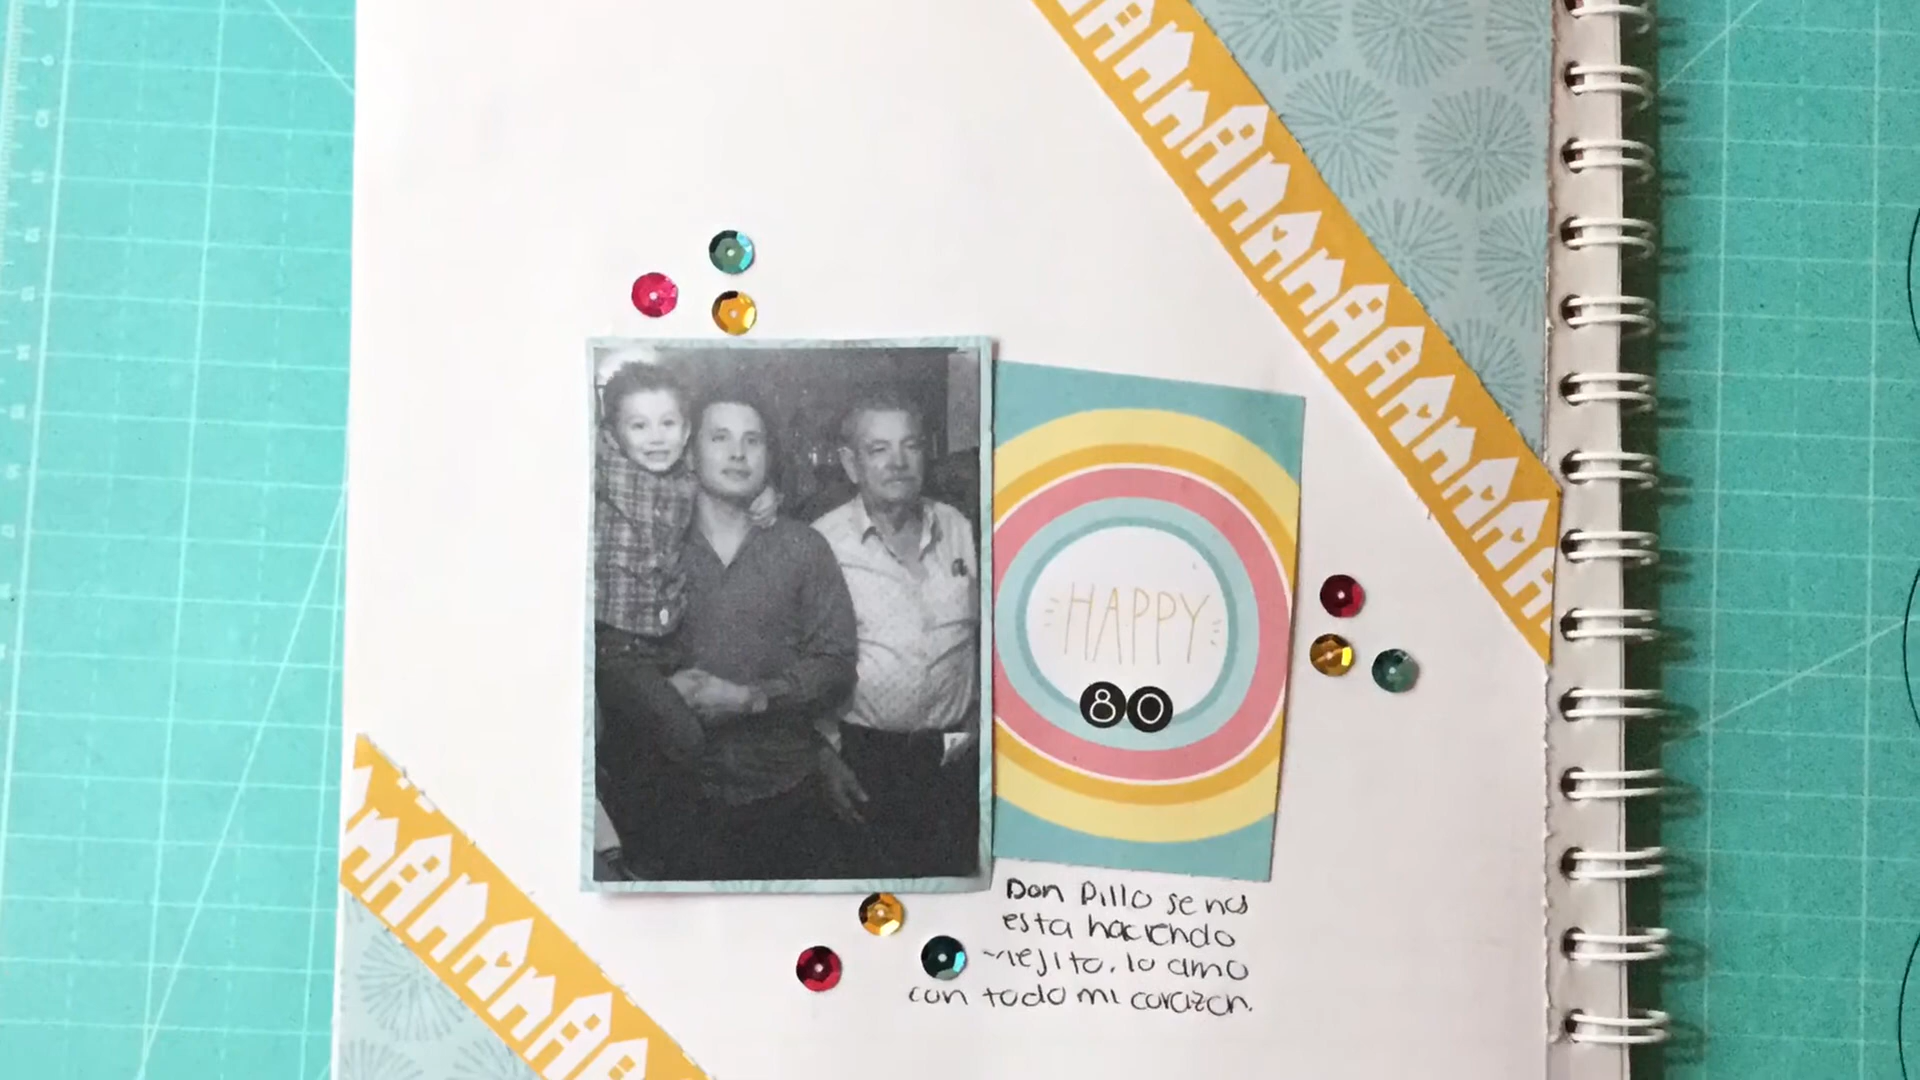 HAPPY
80
Don Pillo se nos
esta haciendo
viejito. lo amo
con todo mi corazon.